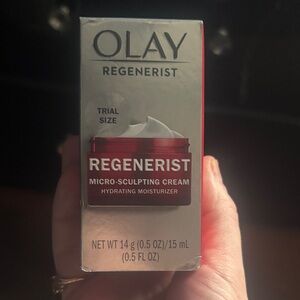 OLAY
REGENERIST
TRIAL
SIZE
REGENERIST
MICRO-SCULPTING CREAM
HYDRATING MOISTURIZER
NET WT 14 g (0.5 OZ)/15 mL
(0.5 FL OZ)